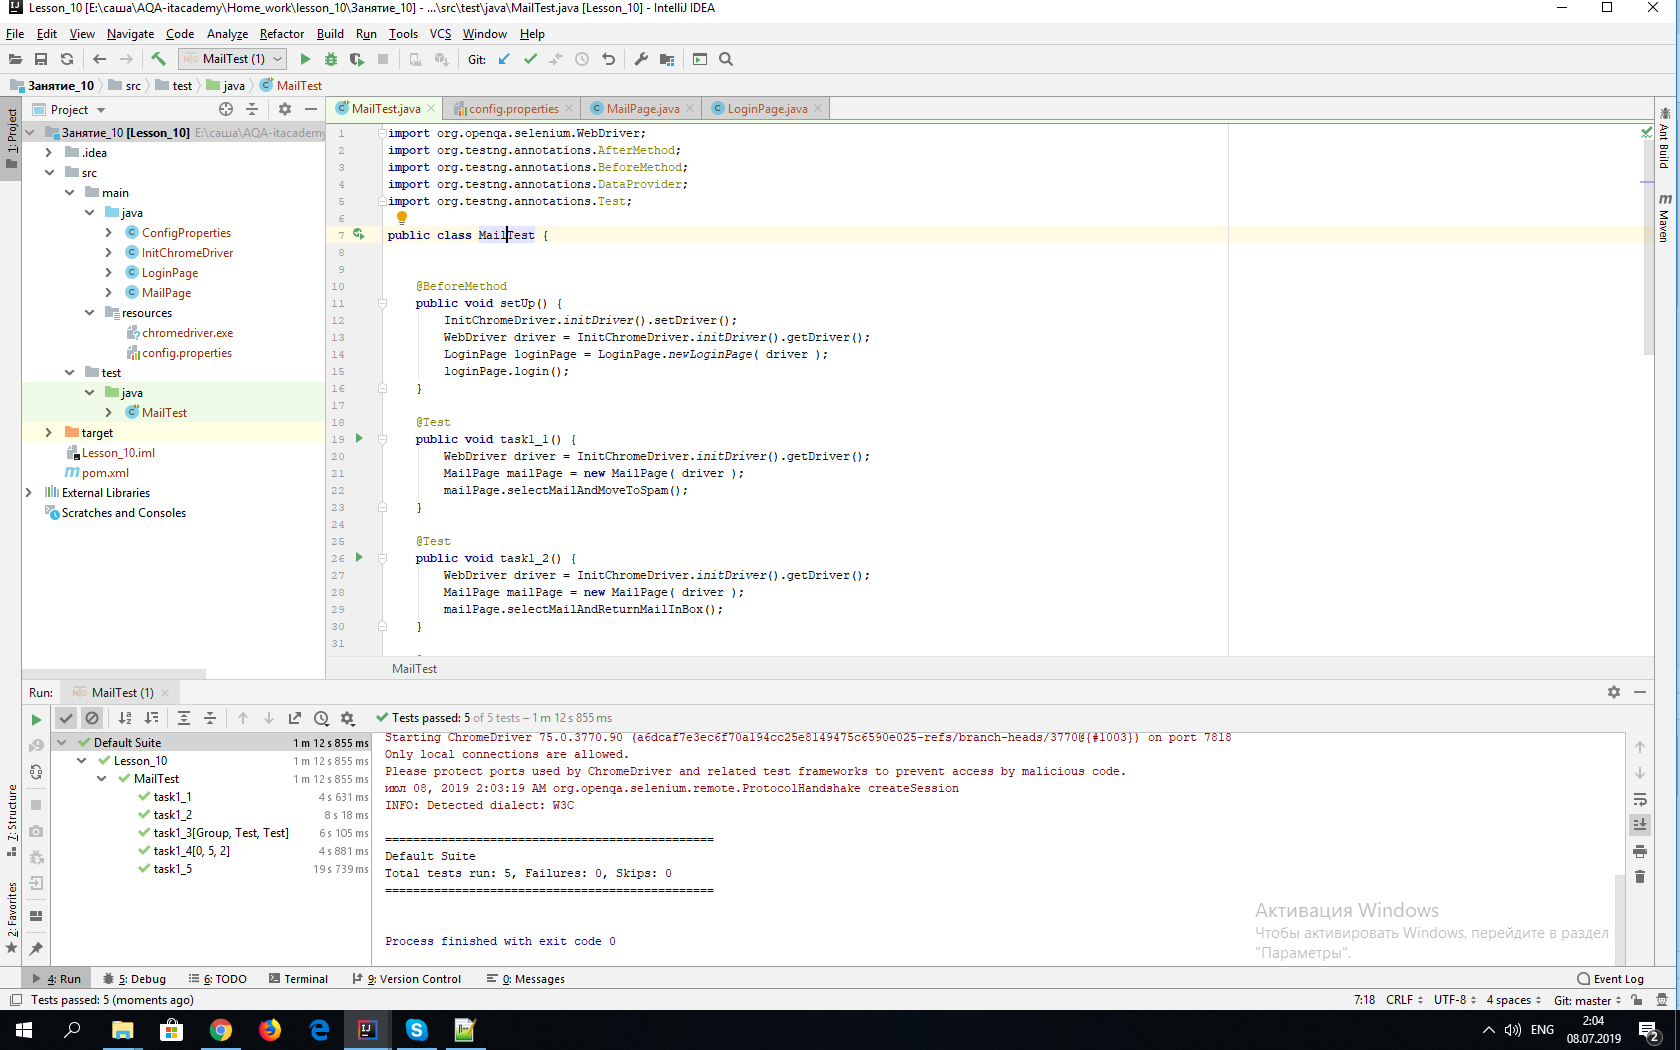 Lesson_10 [E:\саша\AQA-itacademy\Home_work\lesson_10\Занятие_10] - ...\src\test\java\MailTest.java [Lesson_10] - IntelliJ IDEA
File Edit View Navigate Code Analyze Refactor Build Run Tools VCS Window Help
MailTest (1) Git:
Занятие_10 src test java MailTest
1: Project
Project
MailTest.java config.properties MailPage.java LoginPage.java
Занятие_10 [Lesson_10] E:\саша\AQA-itacademy
.idea
src
main
java
ConfigProperties
InitChromeDriver
LoginPage
MailPage
resources
chromedriver.exe
config.properties
test
java
MailTest
target
Lesson_10.iml
pom.xml
External Libraries
Scratches and Consoles
1 import org.openqa.selenium.WebDriver;
2 import org.testng.annotations.AfterMethod;
3 import org.testng.annotations.BeforeMethod;
4 import org.testng.annotations.DataProvider;
5 import org.testng.annotations.Test;
6
7 public class MailTest {
8
9
10 @BeforeMethod
11 public void setUp() {
12 InitChromeDriver.initDriver().setDriver();
13 WebDriver driver = InitChromeDriver.initDriver().getDriver();
14 LoginPage loginPage = LoginPage.newLoginPage( driver );
15 loginPage.login();
16 }
17
18 @Test
19 public void task1_1() {
20 WebDriver driver = InitChromeDriver.initDriver().getDriver();
21 MailPage mailPage = new MailPage( driver );
22 mailPage.selectMailAndMoveToSpam();
23 }
24
25 @Test
26 public void task1_2() {
27 WebDriver driver = InitChromeDriver.initDriver().getDriver();
28 MailPage mailPage = new MailPage( driver );
29 mailPage.selectMailAndReturnMailInBox();
30 }
31
MailTest
Ant Build
Maven
Run: MailTest (1)
Tests passed: 5 of 5 tests – 1 m 12 s 855 ms
Default Suite 1 m 12 s 855 ms
Lesson_10 1 m 12 s 855 ms
MailTest 1 m 12 s 855 ms
task1_1 4 s 631 ms
task1_2 8 s 18 ms
task1_3[Group, Test, Test] 6 s 105 ms
task1_4[0, 5, 2] 4 s 881 ms
task1_5 19 s 739 ms
Starting ChromeDriver 75.0.3770.90 (a6dcaf7e3ec6f70a194cc25e8149475c6590e025-refs/branch-heads/3770@{#1003}) on port 7818
Only local connections are allowed.
Please protect ports used by ChromeDriver and related test frameworks to prevent access by malicious code.
июл 08, 2019 2:03:19 AM org.openqa.selenium.remote.ProtocolHandshake createSession
INFO: Detected dialect: W3C
===============================================
Default Suite
Total tests run: 5, Failures: 0, Skips: 0
===============================================
Process finished with exit code 0
7: Structure
2: Favorites
Активация Windows
Чтобы активировать Windows, перейдите в раздел
"Параметры".
4: Run 5: Debug 6: TODO Terminal 9: Version Control 0: Messages Event Log
Tests passed: 5 (moments ago) 7:18 CRLF UTF-8 4 spaces Git: master
ENG 2:04
08.07.2019
2